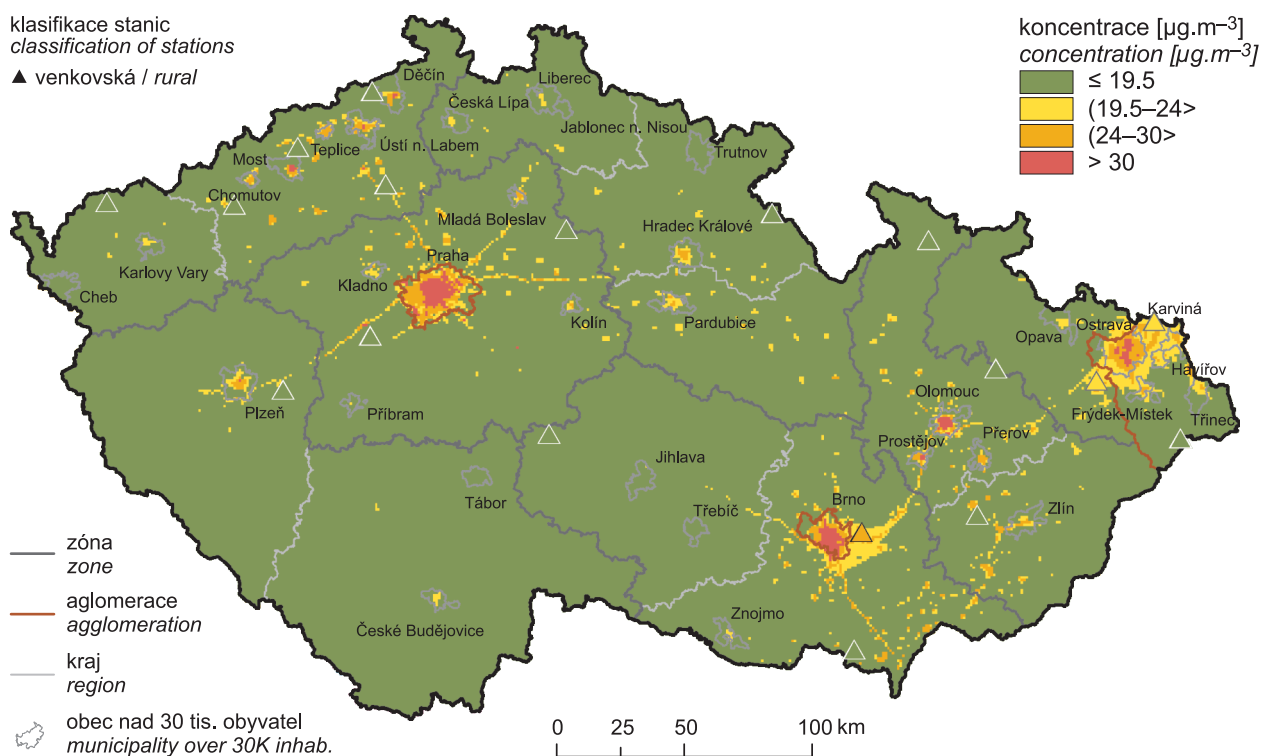 klasifikace stanic
classification of stations
▲ venkovská / rural
koncentrace [µg.m–³]
concentration [µg.m–³]
≤ 19.5
(19.5–24>
(24–30>
> 30
Děčín
Liberec
Česká Lípa
Jablonec n. Nisou
Trutnov
Ústí n. Labem
Teplice
Most
Chomutov
Mladá Boleslav
Hradec Králové
Karlovy Vary
Praha
Cheb
Kladno
Kolín
Pardubice
Karviná
Ostrava
Opava
Havířov
Frýdek-Místek
Třinec
Olomouc
Plzeň
Příbram
Prostějov
Přerov
Jihlava
Tábor
Třebíč
Brno
Zlín
Znojmo
České Budějovice
zóna
zone
aglomerace
agglomeration
kraj
region
obec nad 30 tis. obyvatel
municipality over 30K inhab.
0 25 50 100 km